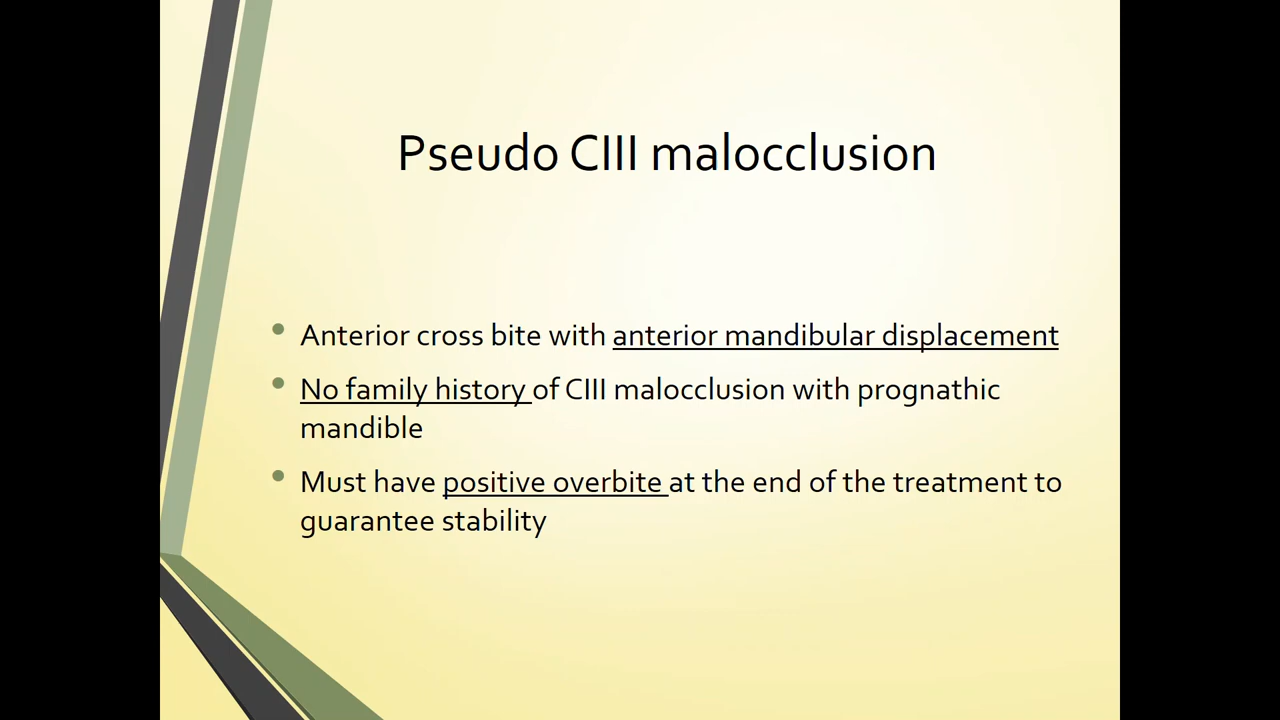 Pseudo CIII malocclusion
Anterior cross bite with anterior mandibular displacement
No family history of CIII malocclusion with prognathic
mandible
Must have positive overbite at the end of the treatment to
guarantee stability